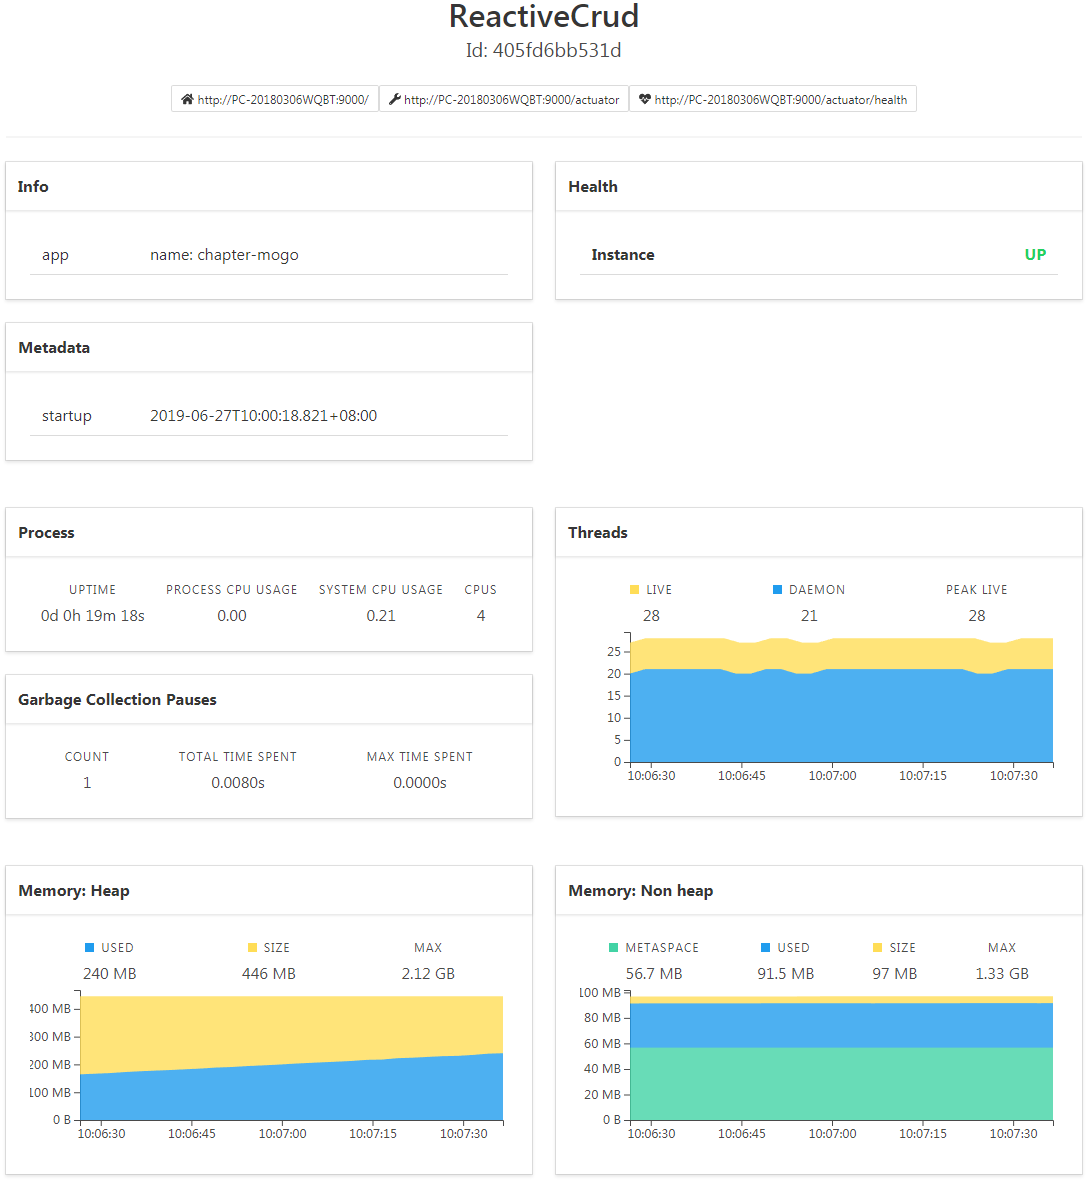 ReactiveCrud
Id: 405fd6bb531d
http://PC-20180306WQBT:9000/ http://PC-20180306WQBT:9000/actuator http://PC-20180306WQBT:9000/actuator/health
Info
app name: chapter-mogo
Health
Instance UP
Metadata
startup 2019-06-27T10:00:18.821+08:00
Process
UPTIME PROCESS CPU USAGE SYSTEM CPU USAGE CPUS
0d 0h 19m 18s 0.00 0.21 4
Threads
LIVE DAEMON PEAK LIVE
28 21 28
25
20
15
10
5
0
10:06:30 10:06:45 10:07:00 10:07:15 10:07:30
Garbage Collection Pauses
COUNT TOTAL TIME SPENT MAX TIME SPENT
1 0.0080s 0.0000s
Memory: Heap
USED SIZE MAX
240 MB 446 MB 2.12 GB
400 MB
300 MB
200 MB
100 MB
0 B
10:06:30 10:06:45 10:07:00 10:07:15 10:07:30
Memory: Non heap
METASPACE USED SIZE MAX
56.7 MB 91.5 MB 97 MB 1.33 GB
100 MB
80 MB
60 MB
40 MB
20 MB
0 B
10:06:30 10:06:45 10:07:00 10:07:15 10:07:30